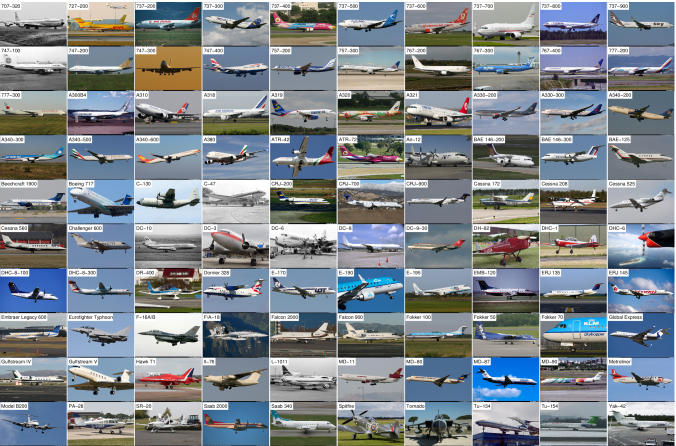 707-320 727-200 737-200 737-300 737-400 737-500 737-600 737-700 737-800 737-900
747-100 747-200 747-300 747-400 757-200 757-300 767-200 767-300 767-400 777-200
777-300 A300B4 A310 A318 A319 A320 A321 A330-200 A330-300 A340-200
A340-300 A340-500 A340-600 A380 ATR-42 ATR-72 An-12 BAE 146-200 BAE 146-300 BAE-125
Beechcraft 1900 Boeing 717 C-130 C-47 CRJ-200 CRJ-700 CRJ-900 Cessna 172 Cessna 208 Cessna 525
Cessna 560 Challenger 600 DC-10 DC-3 DC-6 DC-8 DC-9-30 DH-82 DHC-1 DHC-6
DHC-8-100 DHC-8-300 DR-400 Dornier 328 E-170 E-190 E-195 EMB-120 ERJ 135 ERJ 145
Embraer Legacy 600 Eurofighter Typhoon F-16A/B F/A-18 Falcon 2000 Falcon 900 Fokker 100 Fokker 50 Fokker 70 Global Express
Gulfstream IV Gulfstream V Hawk T1 Il-76 L-1011 MD-11 MD-80 MD-87 MD-90 Metroliner
Model B200 PA-28 SR-20 Saab 2000 Saab 340 Spitfire Tornado Tu-134 Tu-154 Yak-42